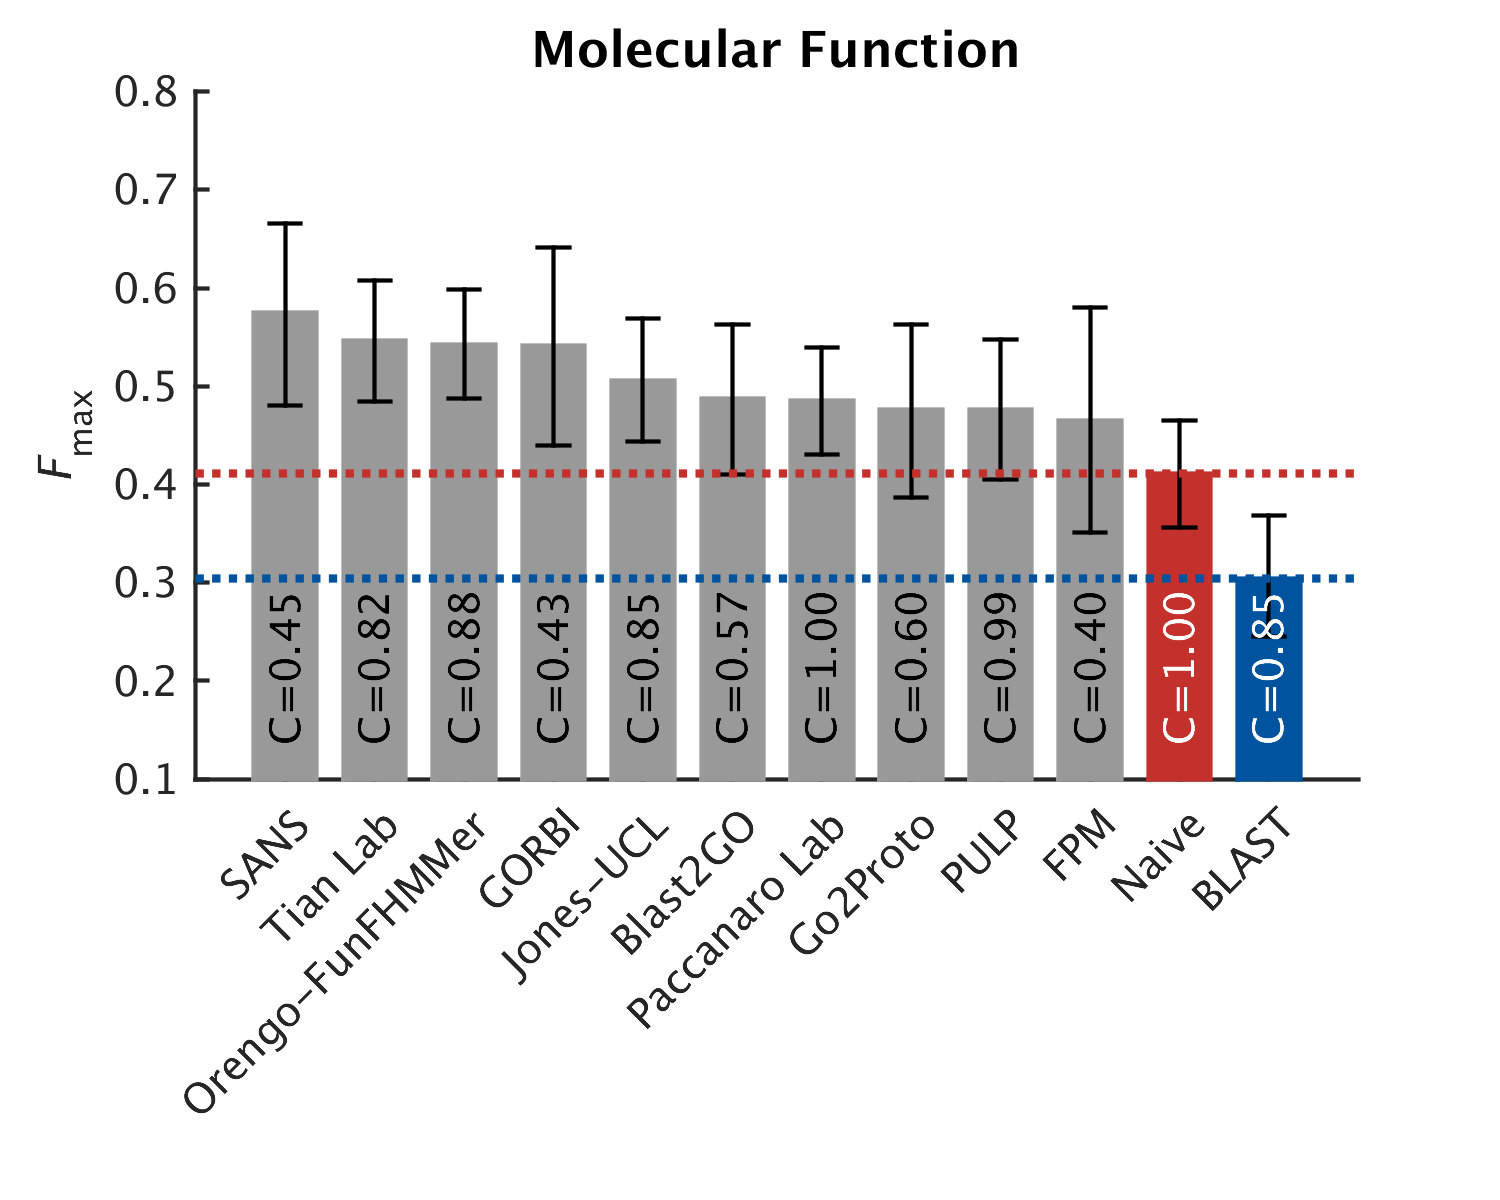 Molecular Function
0.8
0.7
0.6
0.5
0.4
0.3
0.2
0.1
Fmax
C=0.45
C=0.82
C=0.88
C=0.43
C=0.85
C=0.57
C=1.00
C=0.60
C=0.99
C=0.40
C=1.00
C=0.85
SANS
Tian Lab
Orengo-FunFHMMer
GORBI
Jones-UCL
Blast2GO
Paccanaro Lab
Go2Proto
PULP
FPM
Naive
BLAST